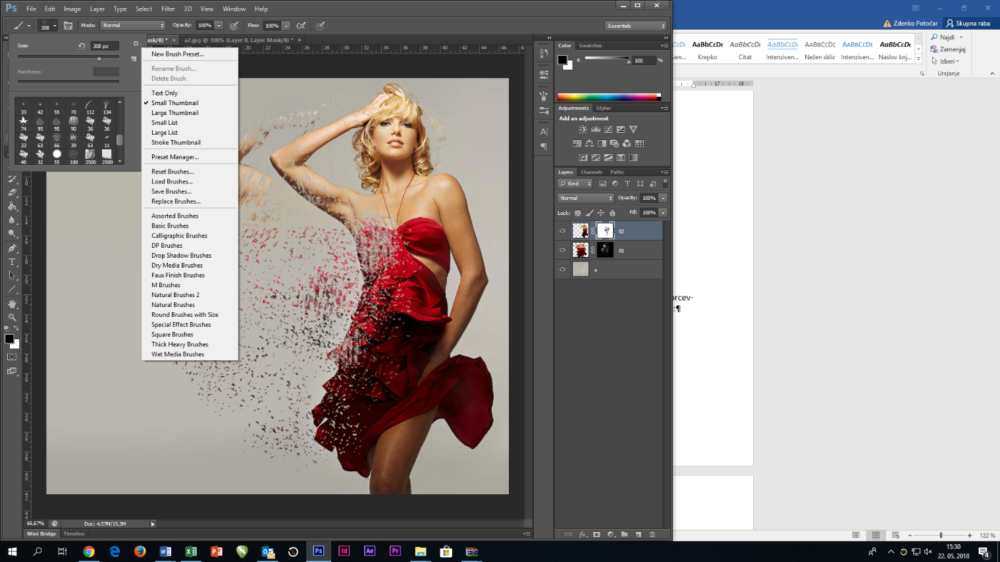 Ps File Edit Image Layer Type Select Filter 3D View Window Help
308 Mode: Normal Opacity: 100% Flow: 100% Essentials
ask/8) * × a2.jpg @ 100% (Layer 0, Layer Mask/8) * ×
Size: 308 px
Hardness:
33 42 55 70 112 134
74 95 95 90 36 36
33 63 66 39 63 11
48 32 55 100 2500 2500
New Brush Preset...
Rename Brush...
Delete Brush
Text Only
Small Thumbnail
Large Thumbnail
Small List
Large List
Stroke Thumbnail
Preset Manager...
Reset Brushes...
Load Brushes...
Save Brushes...
Replace Brushes...
Assorted Brushes
Basic Brushes
Calligraphic Brushes
DP Brushes
Drop Shadow Brushes
Dry Media Brushes
Faux Finish Brushes
M Brushes
Natural Brushes 2
Natural Brushes
Round Brushes with Size
Special Effect Brushes
Square Brushes
Thick Heavy Brushes
Wet Media Brushes
20 22 24 26 28 30 32 34 36 38 40 42 44 46
Color Swatches
K 100 %
Adjustments Styles
Add an adjustment
Layers Channels Paths
Kind
Normal Opacity: 100%
Lock: Fill: 100%
02
01
a
66,67% Doc: 4,57M/15,3M
Mini Bridge Timeline
Zdenko Potočar Skupna raba
AaBbCcDc AaBbCcDc AaBbCcDc AaBbCcDc AaBbCcDc AaBbCcDc
ven... Krepko Citat Intenziven... Nežen sklic Intenziven... Naslov knj...
Najdi
Zamenjaj
Izberi
Urejanje
17 18
orcev·
:¶
122 %
15:30
22. 05. 2018
4